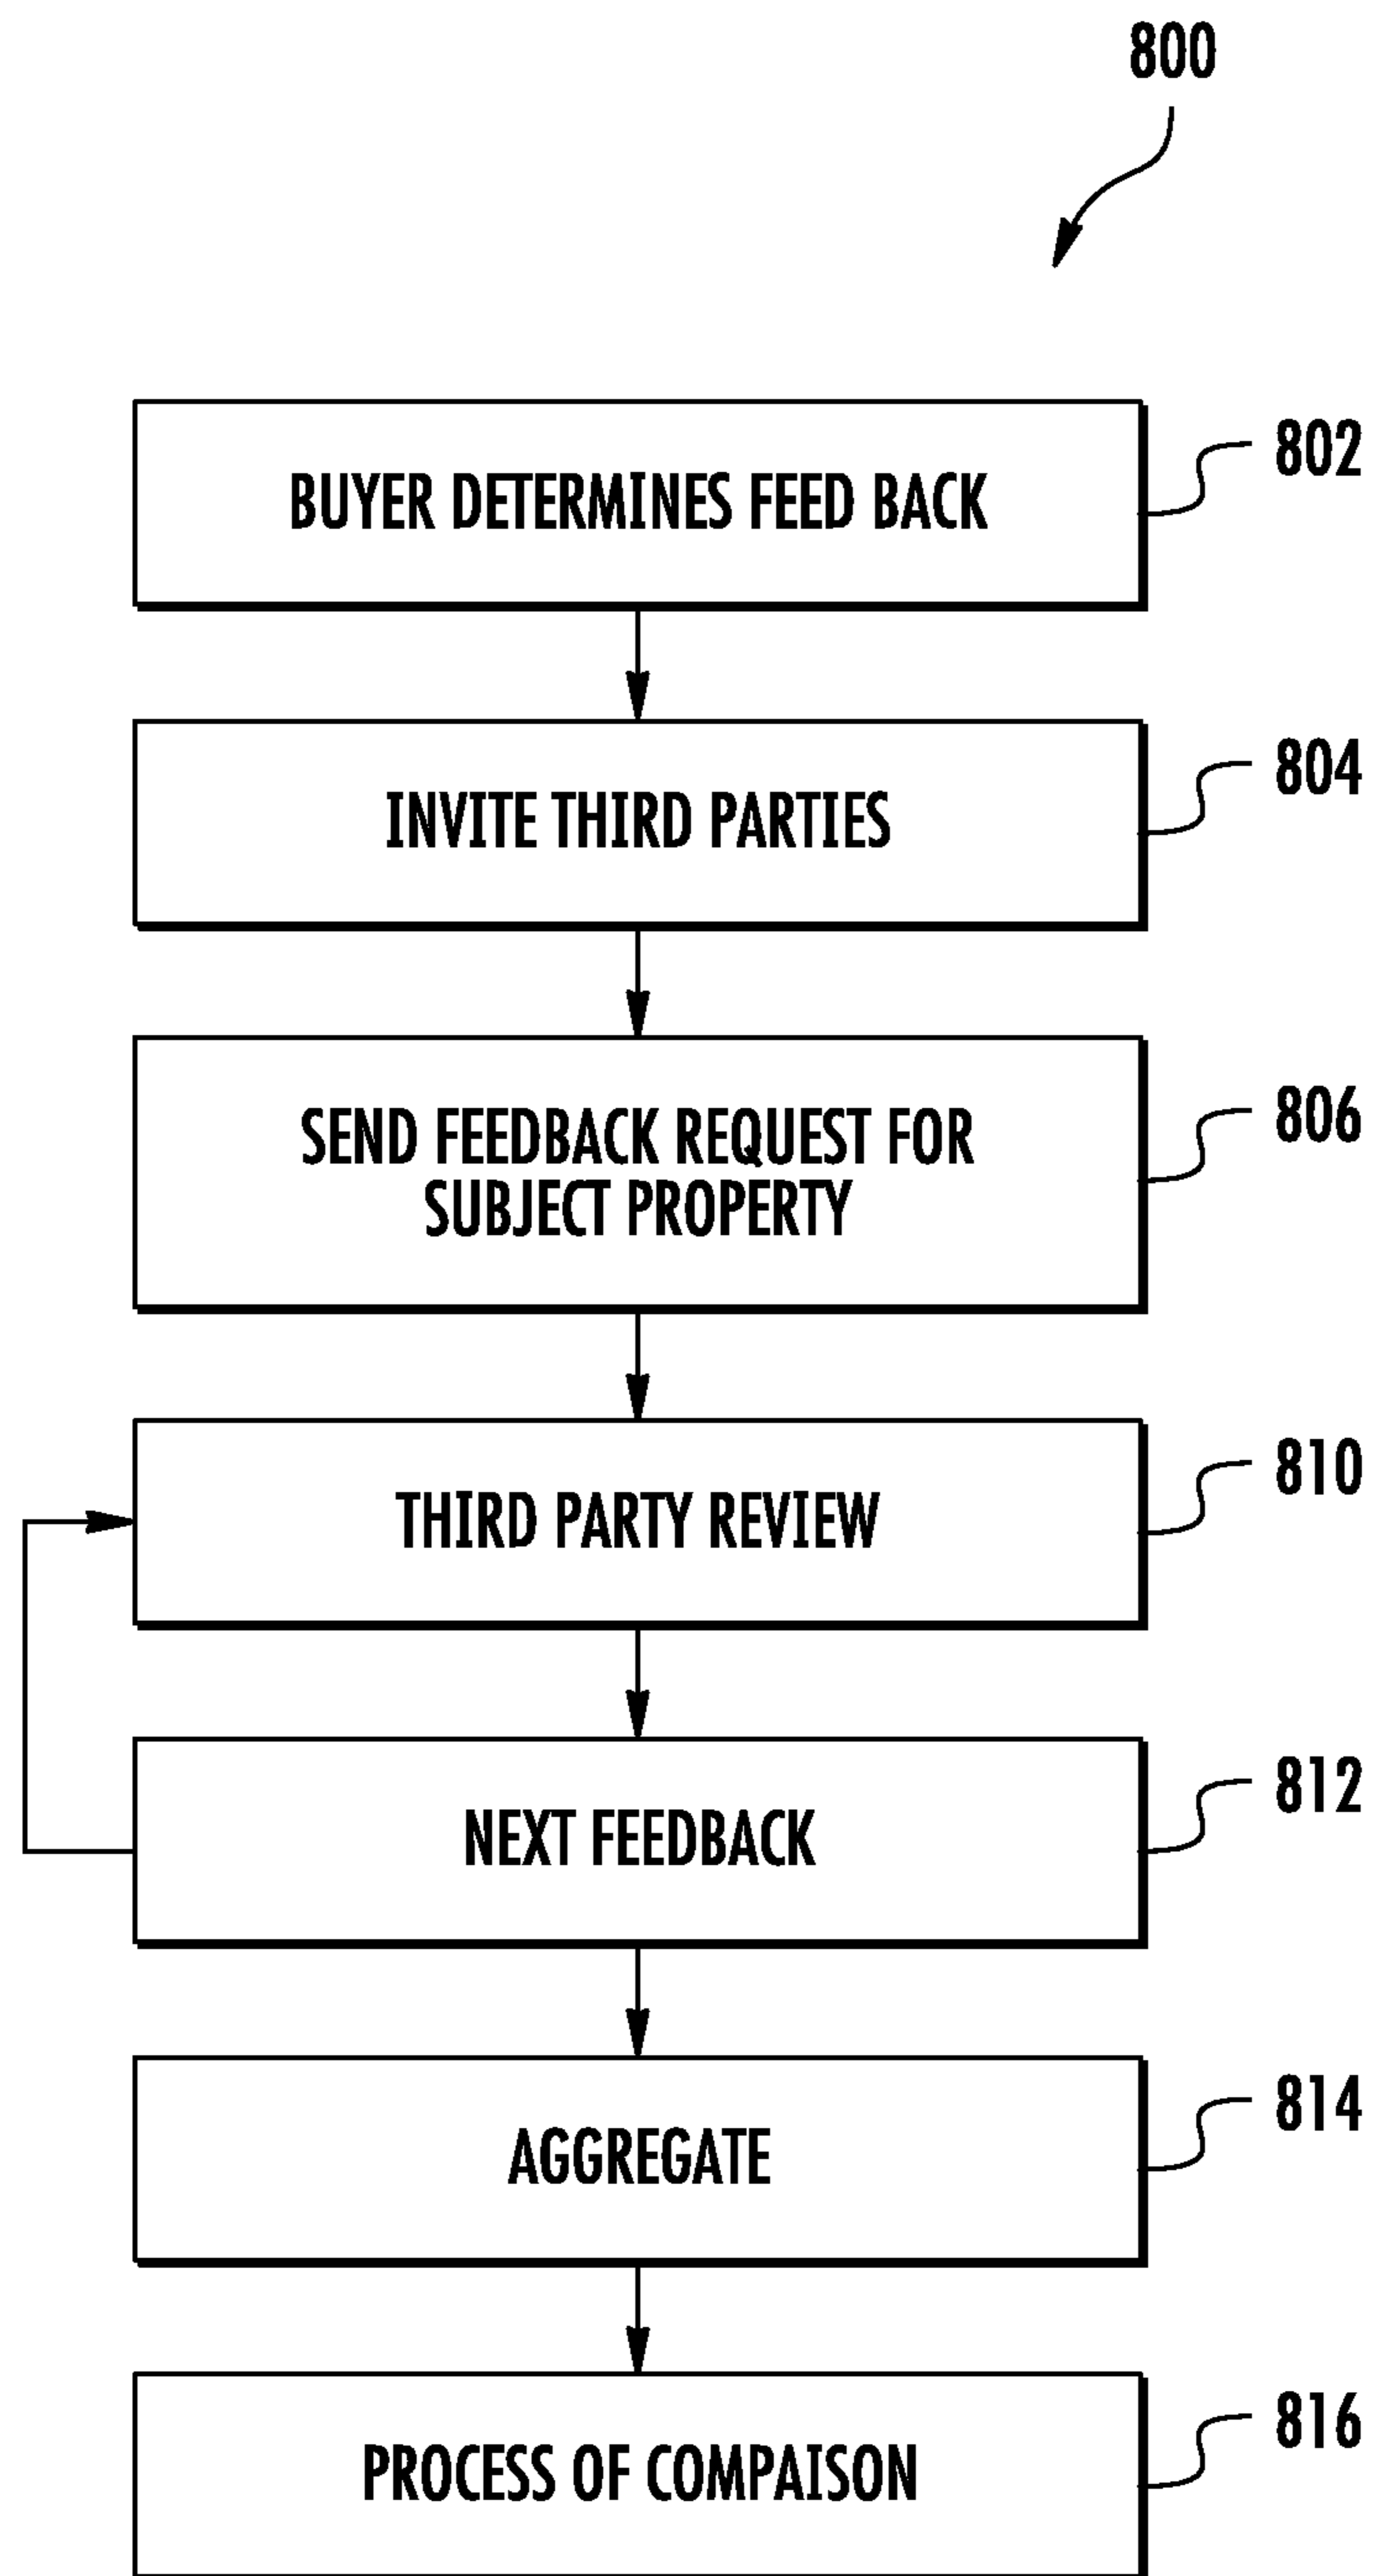 800
BUYER DETERMINES FEED BACK
802
INVITE THIRD PARTIES
804
SEND FEEDBACK REQUEST FOR
SUBJECT PROPERTY
806
THIRD PARTY REVIEW
810
NEXT FEEDBACK
812
AGGREGATE
814
PROCESS OF COMPAISON
816